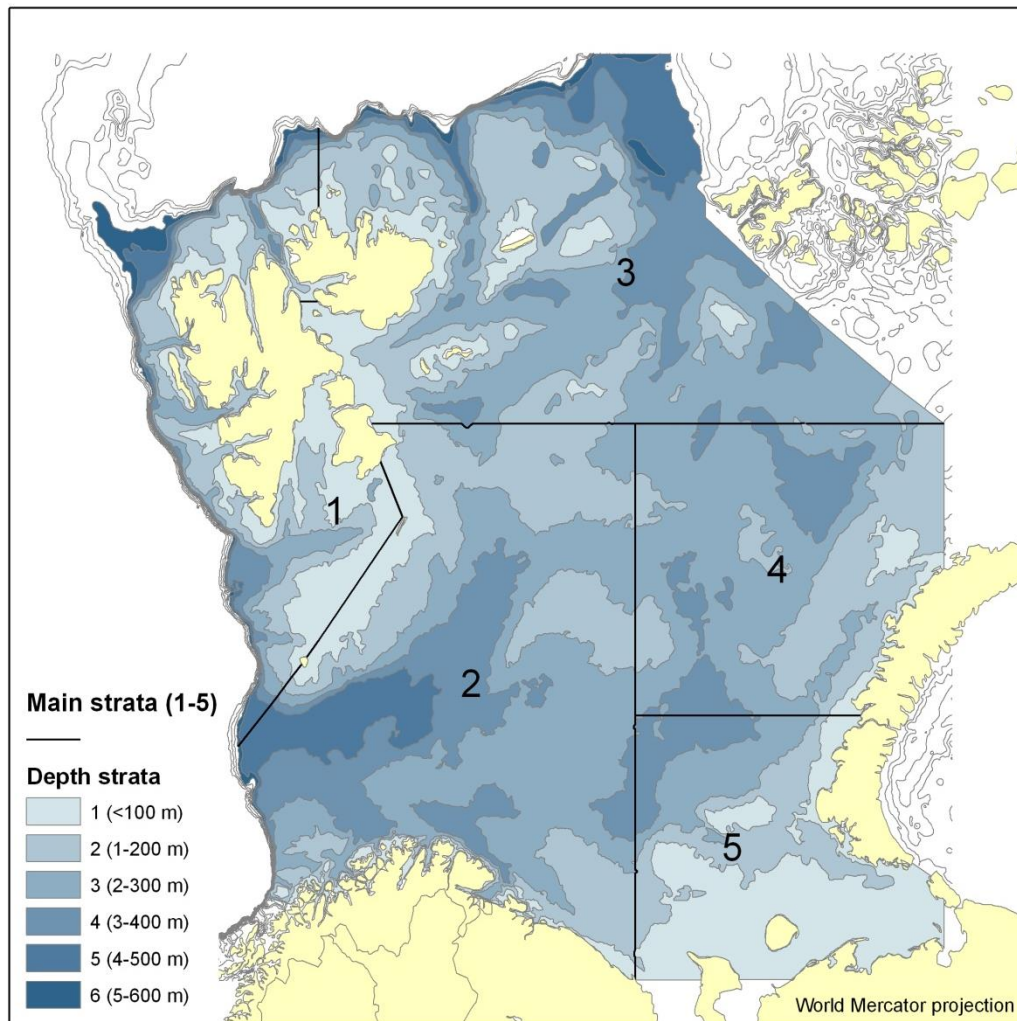 3
1
4
2
5
Main strata (1-5)
Depth strata
1 (<100 m)
2 (1-200 m)
3 (2-300 m)
4 (3-400 m)
5 (4-500 m)
6 (5-600 m)
World Mercator projection